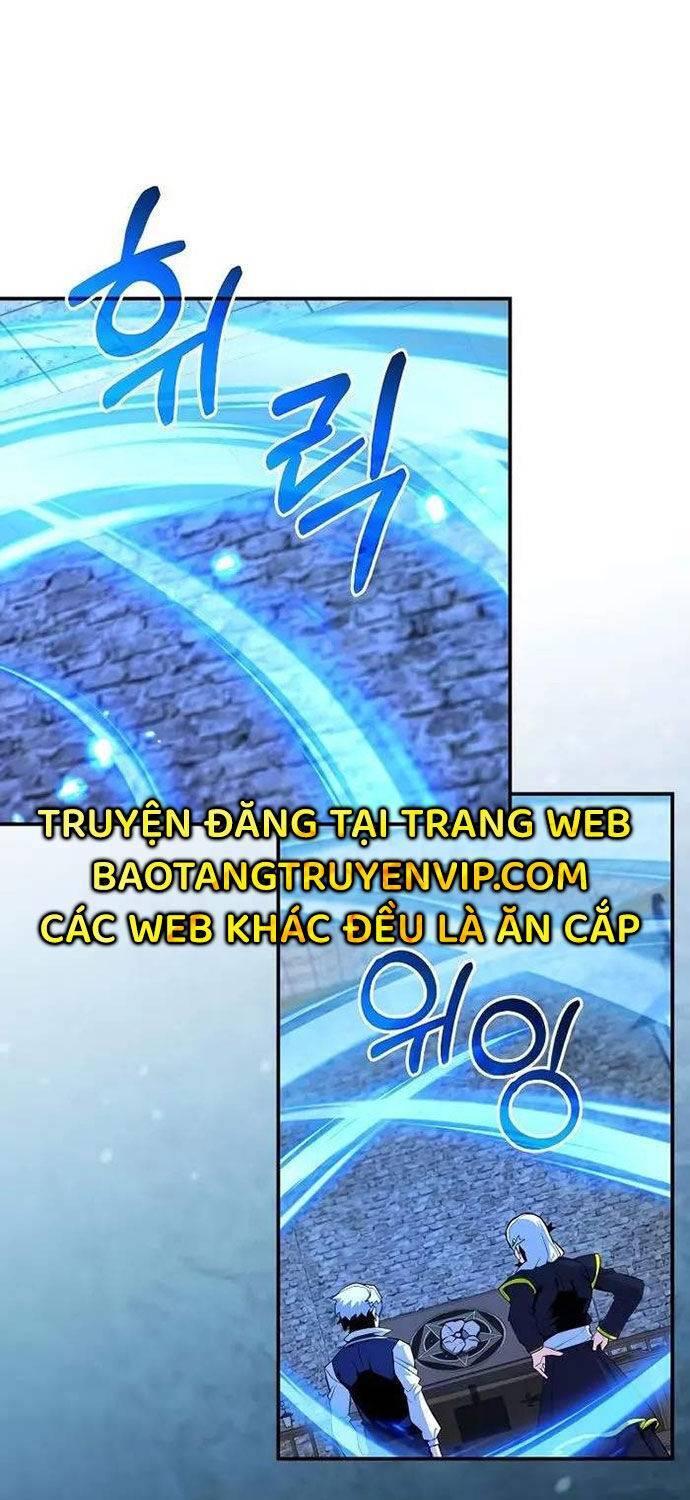 휘릭
TRUYỆN ĐĂNG TẠI TRANG WEB
BAOTANGTRUYENVIP.COM
CÁC WEB KHÁC ĐỀU LÀ ĂN CẮP
위잉